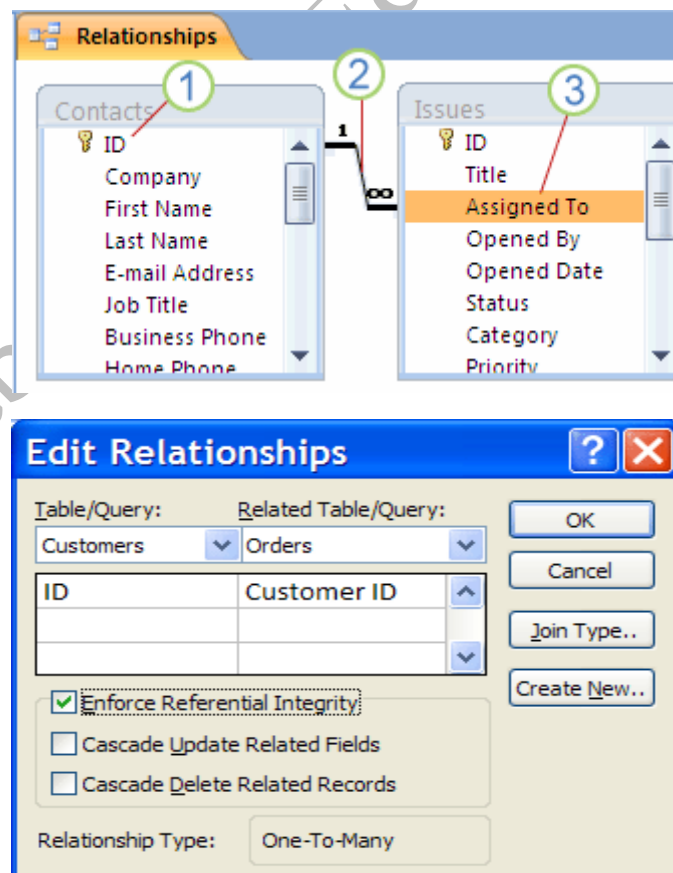 Relationships
1
2
3
Contacts
ID
Company
First Name
Last Name
E-mail Address
Job Title
Business Phone
Home Phone
1
∞
Issues
ID
Title
Assigned To
Opened By
Opened Date
Status
Category
Priority
Edit Relationships
?
Table/Query: Related Table/Query:
Customers Orders
ID Customer ID
Enforce Referential Integrity
Cascade Update Related Fields
Cascade Delete Related Records
Relationship Type: One-To-Many
OK
Cancel
Join Type..
Create New..